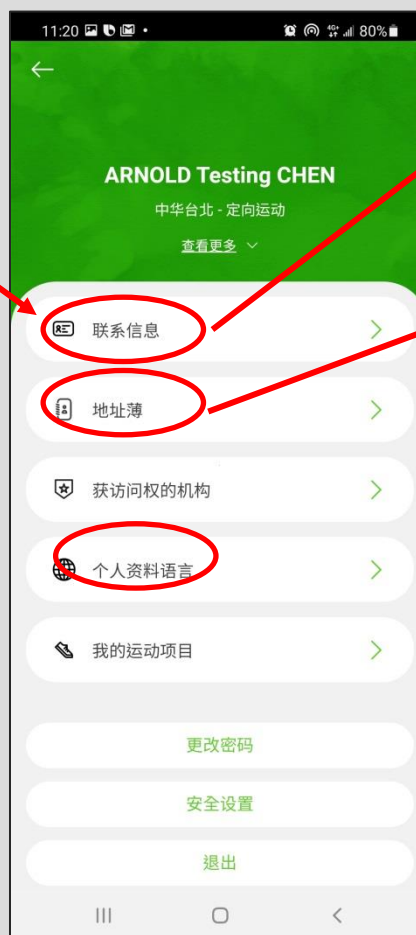 11:20
4G+ 80%
ARNOLD Testing CHEN
中华台北 - 定向运动
查看更多
联系信息
地址薄
获访问权的机构
个人资料语言
我的运动项目
更改密码
安全设置
退出